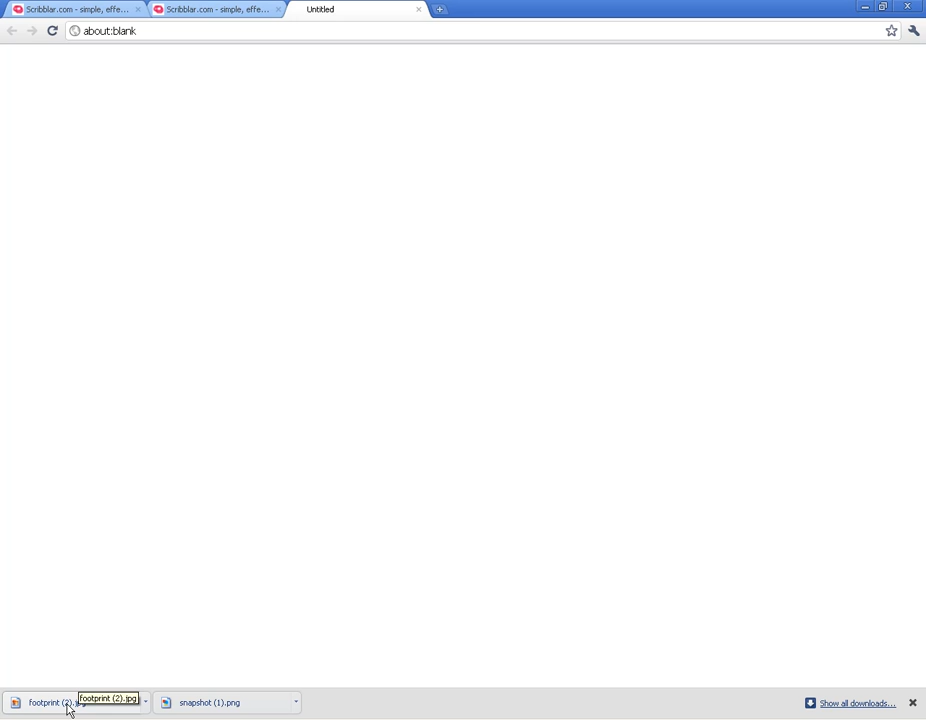 Scribblar.com - simple, effe...
Scribblar.com - simple, effe...
Untitled
about:blank
footprint (2).jpg
footprint (2).jpg
snapshot (1).png
Show all downloads...